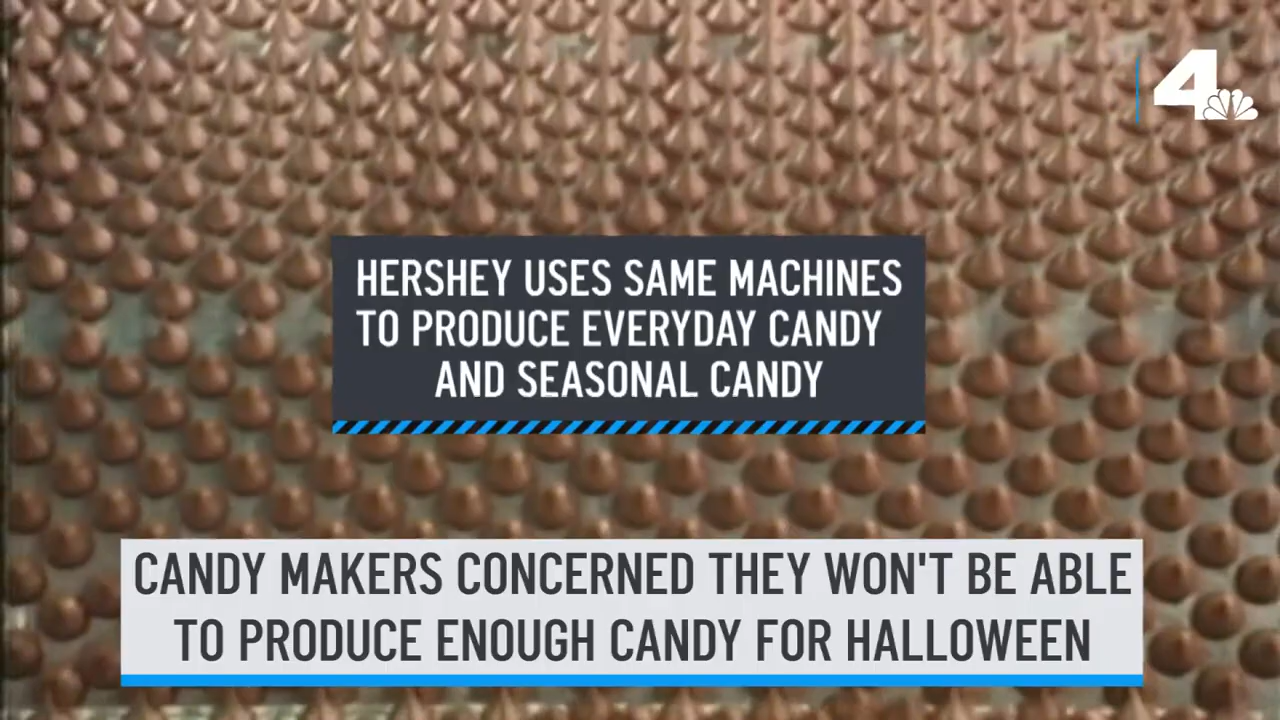 4
HERSHEY USES SAME MACHINES
TO PRODUCE EVERYDAY CANDY
AND SEASONAL CANDY
CANDY MAKERS CONCERNED THEY WON'T BE ABLE
TO PRODUCE ENOUGH CANDY FOR HALLOWEEN